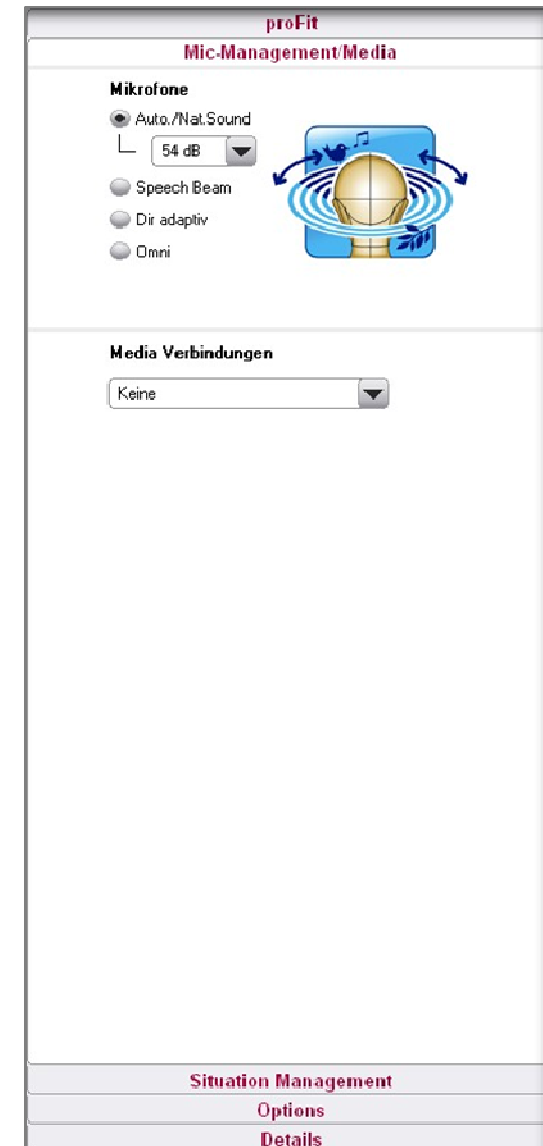 proFit
Mic-Management/Media
Mikrofone
Auto./Nat.Sound
54 dB
Speech Beam
Dir adaptiv
Omni
Media Verbindungen
Keine
Situation Management
Options
Details